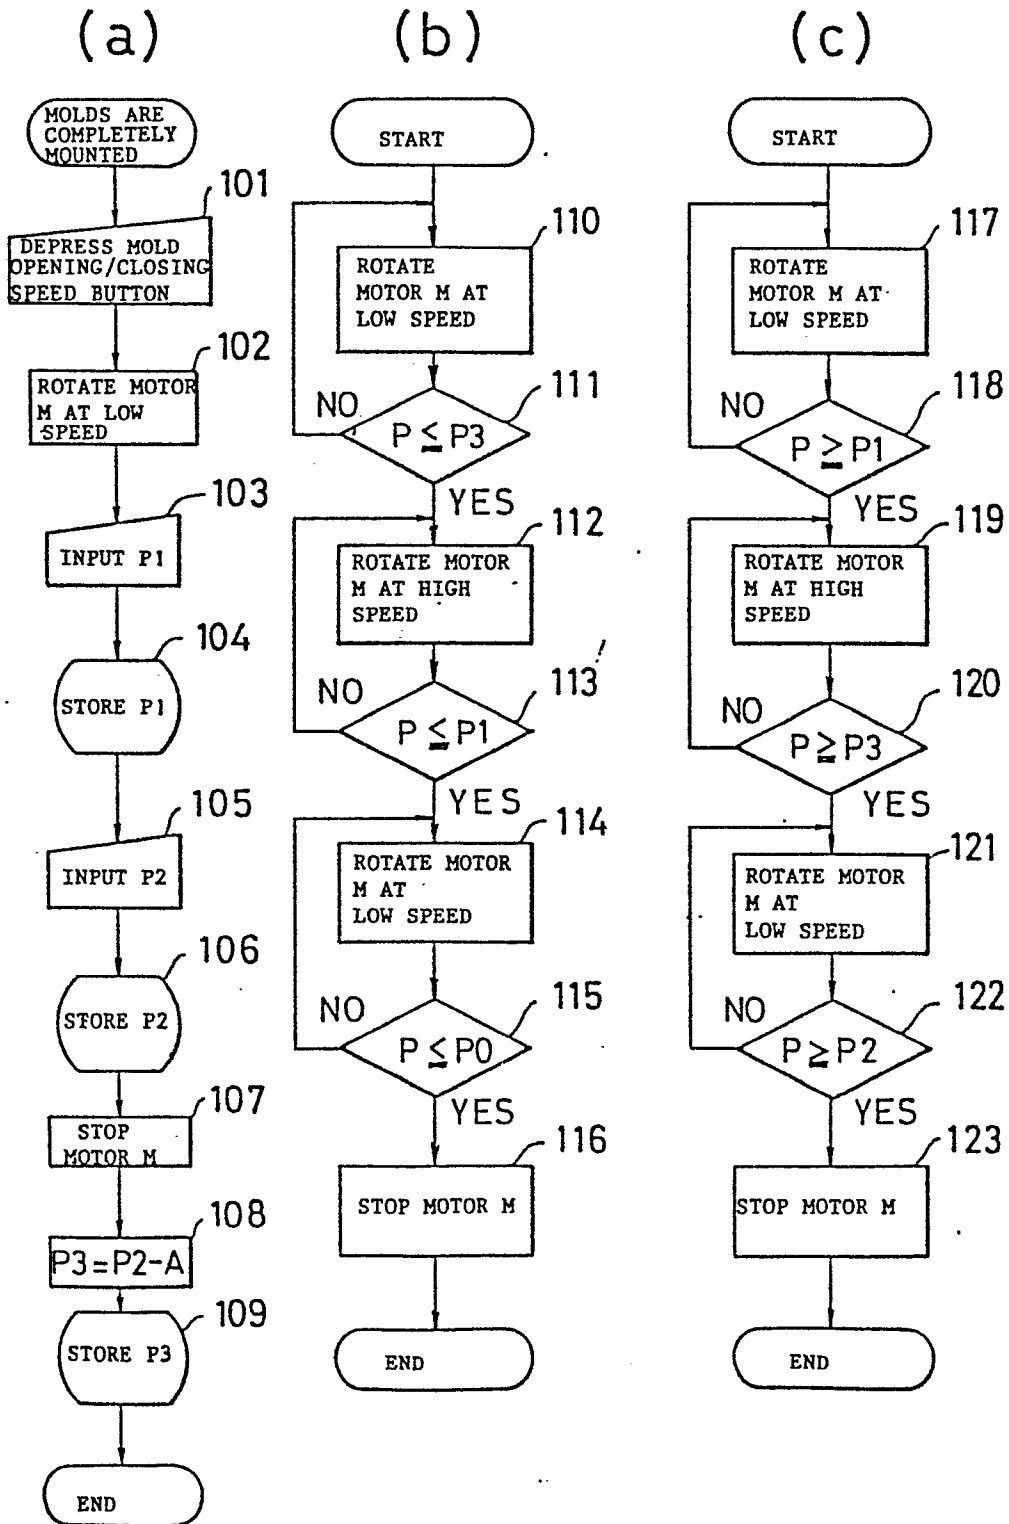 (a)
MOLDS ARE
COMPLETELY
MOUNTED
101
DEPRESS MOLD
OPENING/CLOSING
SPEED BUTTON
102
ROTATE MOTOR
M AT LOW
SPEED
103
INPUT P1
104
STORE P1
105
INPUT P2
106
STORE P2
107
STOP
MOTOR M
108
P3=P2-A
109
STORE P3
END
(b)
START
110
ROTATE
MOTOR M AT
LOW SPEED
111
NO
P ≤ P3
YES
112
ROTATE MOTOR
M AT HIGH
SPEED
113
NO
P ≤ P1
YES
114
ROTATE MOTOR
M AT
LOW SPEED
115
NO
P ≤ P0
YES
116
STOP MOTOR M
END
(c)
START
117
ROTATE
MOTOR M AT
LOW SPEED
118
NO
P ≥ P1
YES
119
ROTATE MOTOR
M AT HIGH
SPEED
120
NO
P ≥ P3
YES
121
ROTATE MOTOR
M AT
LOW SPEED
122
NO
P ≥ P2
YES
123
STOP MOTOR M
END